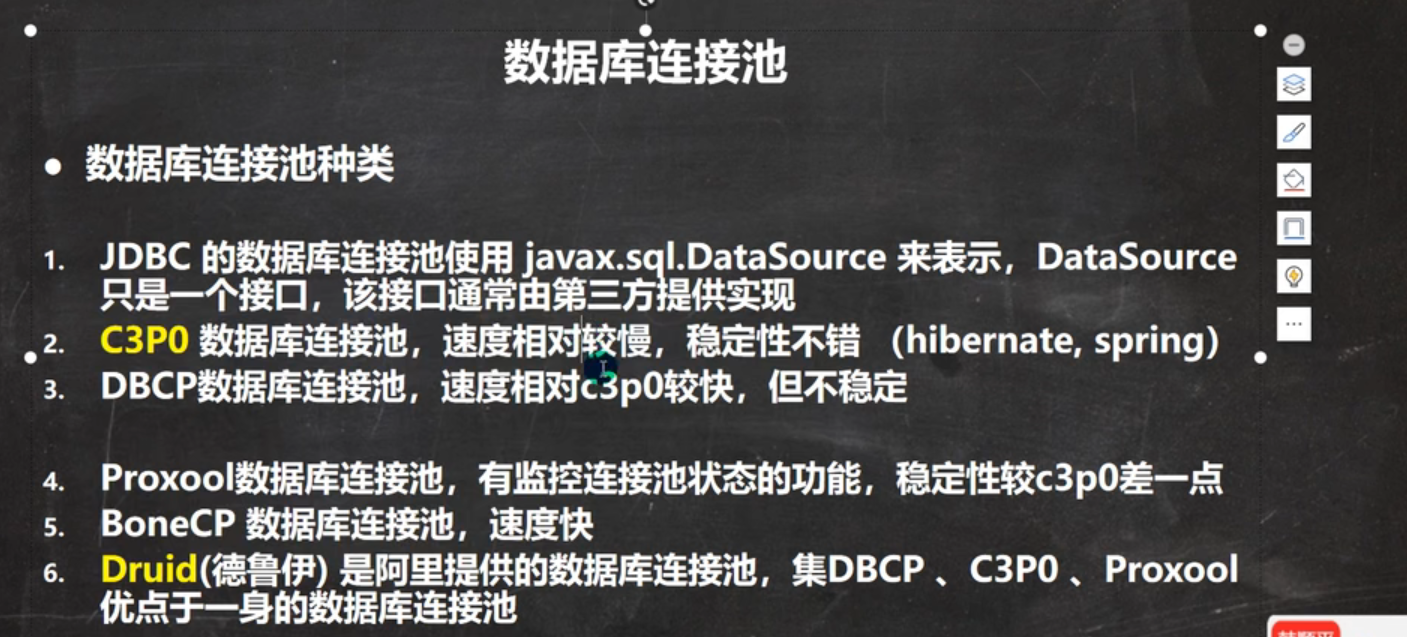 数据库连接池
• 数据库连接池种类
1. JDBC 的数据库连接池使用 javax.sql.DataSource 来表示，DataSource
只是一个接口，该接口通常由第三方提供实现
2. C3P0 数据库连接池，速度相对较慢，稳定性不错 （hibernate, spring）
3. DBCP数据库连接池，速度相对c3p0较快，但不稳定
4. Proxool数据库连接池，有监控连接池状态的功能，稳定性较c3p0差一点
5. BoneCP 数据库连接池，速度快
6. Druid(德鲁伊) 是阿里提供的数据库连接池，集DBCP 、C3P0 、Proxool
优点于一身的数据库连接池